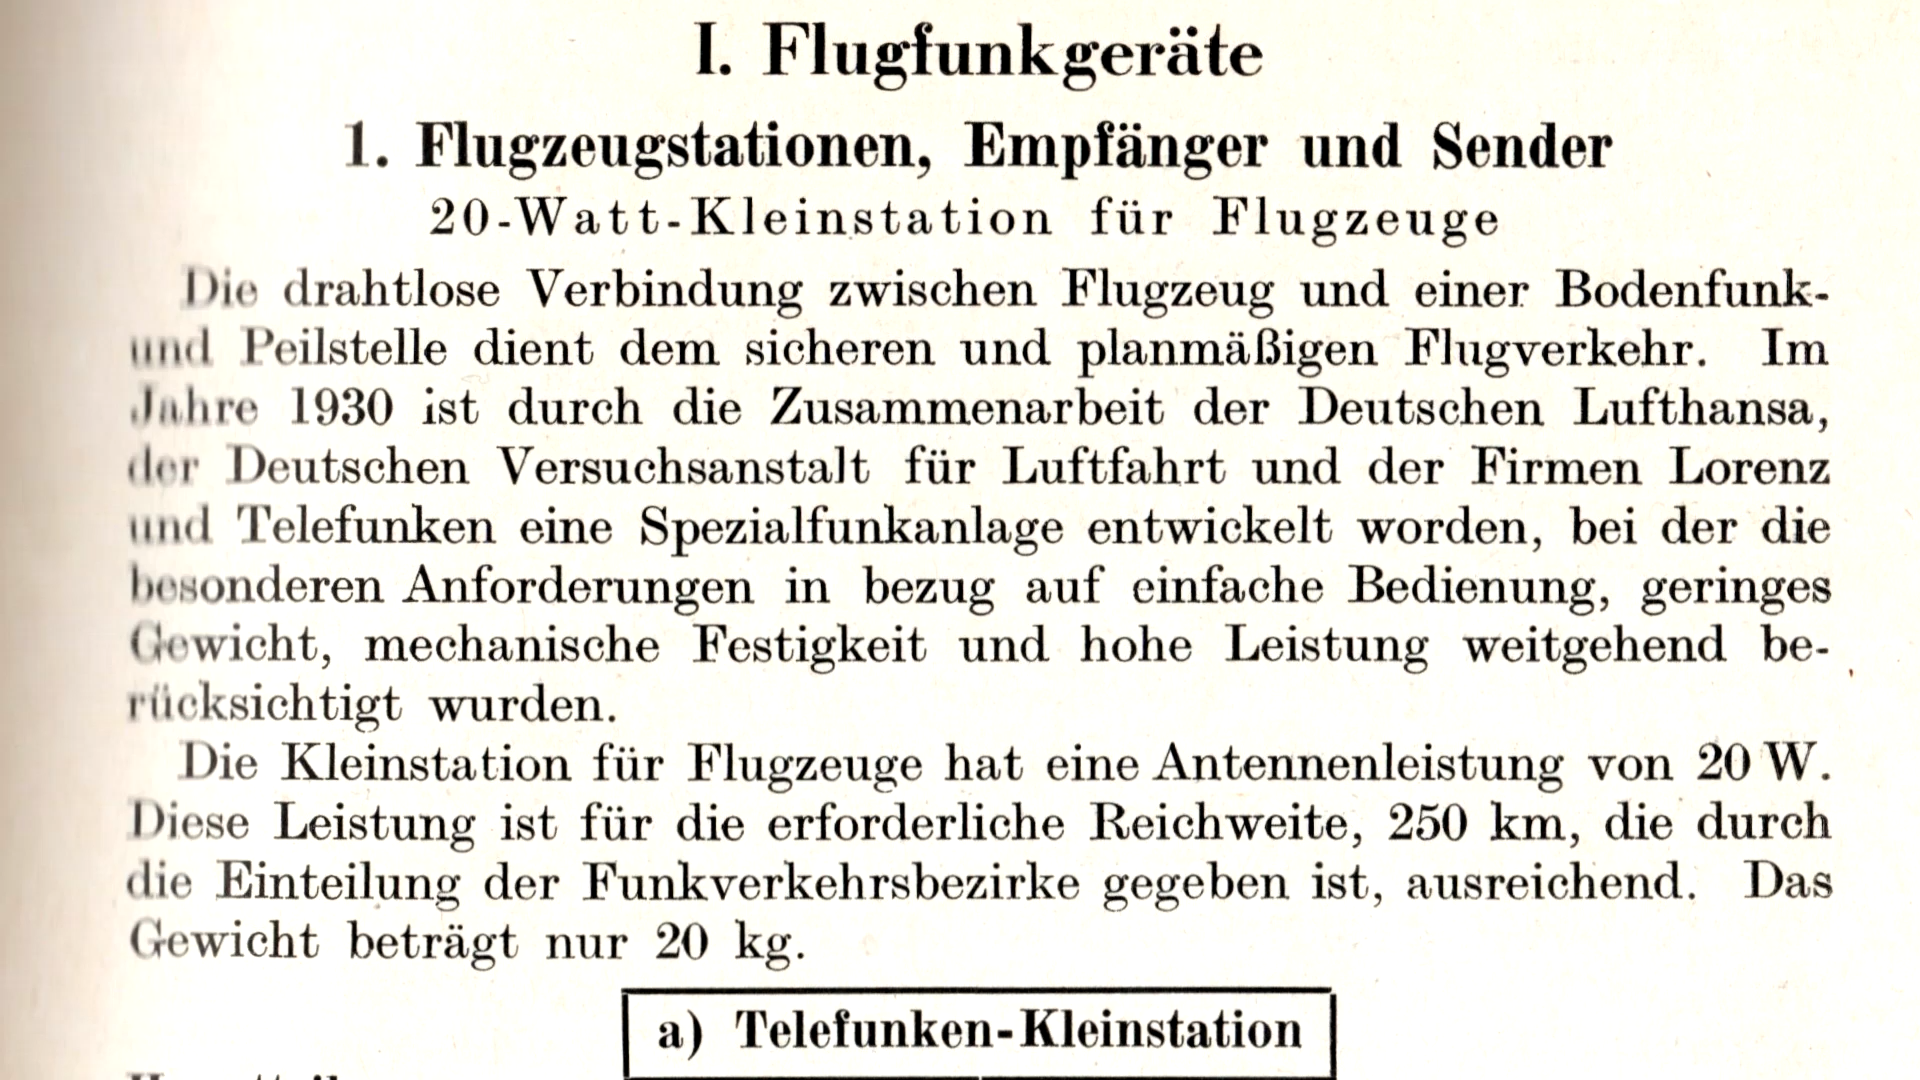 I. Flugfunkgeräte
1. Flugzeugstationen, Empfänger und Sender
20-Watt-Kleinstation für Flugzeuge
Die drahtlose Verbindung zwischen Flugzeug und einer Bodenfunk-
und Peilstelle dient dem sicheren und planmäßigen Flugverkehr. Im
Jahre 1930 ist durch die Zusammenarbeit der Deutschen Lufthansa,
der Deutschen Versuchsanstalt für Luftfahrt und der Firmen Lorenz
und Telefunken eine Spezialfunkanlage entwickelt worden, bei der die
besonderen Anforderungen in bezug auf einfache Bedienung, geringes
Gewicht, mechanische Festigkeit und hohe Leistung weitgehend be-
rücksichtigt wurden.
Die Kleinstation für Flugzeuge hat eine Antennenleistung von 20 W.
Diese Leistung ist für die erforderliche Reichweite, 250 km, die durch
die Einteilung der Funkverkehrsbezirke gegeben ist, ausreichend. Das
Gewicht beträgt nur 20 kg.
a) Telefunken-Kleinstation